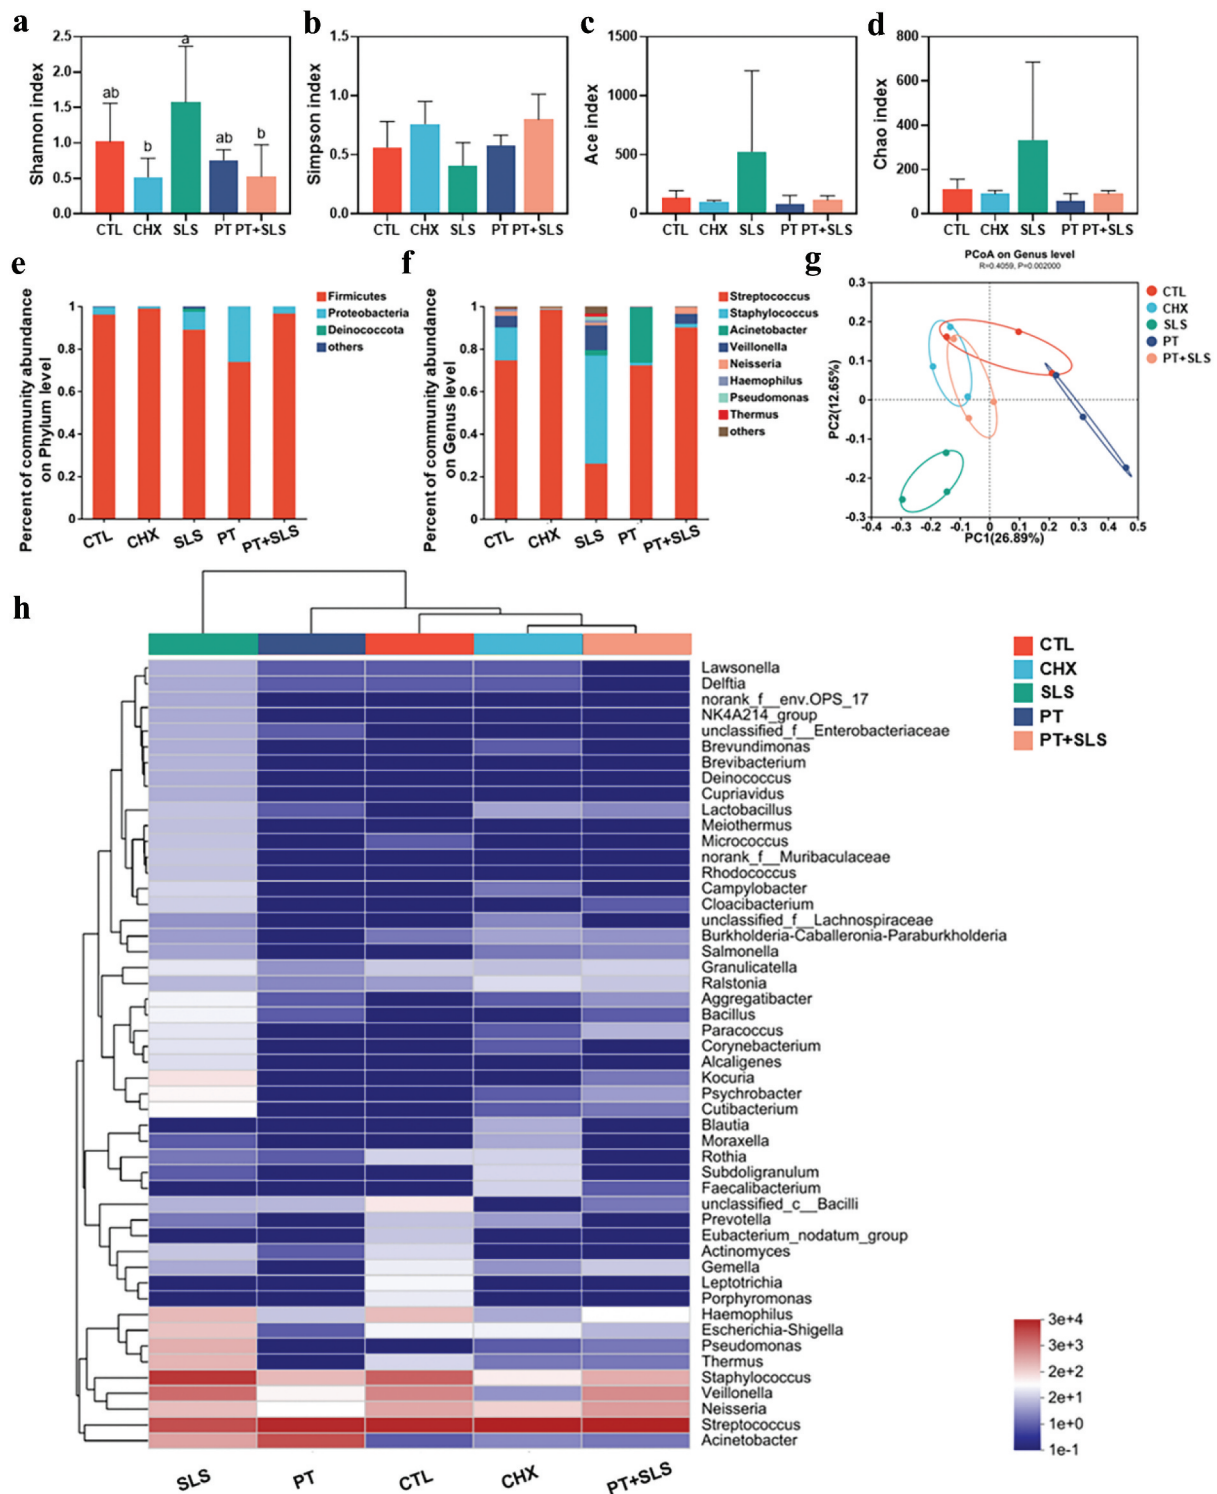 a
Shannon index
2.5
2.0
1.5
1.0
0.5
0.0
ab
b
a
ab
b
CTL CHX SLS PT PT+SLS
b
Simpson index
1.5
1.0
0.5
0.0
CTL CHX SLS PT PT+SLS
c
Ace index
1500
1000
500
0
CTL CHX SLS PT PT+SLS
d
Chao index
800
600
400
200
0
CTL CHX SLS PT PT+SLS
e
Percent of community abundance
on Phylum level
1
0.8
0.6
0.4
0.2
0
CTL CHX SLS PT PT+SLS
Firmicutes
Proteobacteria
Deinococcota
others
f
Percent of community abundance
on Genus level
1
0.8
0.6
0.4
0.2
0
CTL CHX SLS PT PT+SLS
Streptococcus
Staphylococcus
Acinetobacter
Veillonella
Neisseria
Haemophilus
Pseudomonas
Thermus
others
g
PCoA on Genus level
R=0.4059, P=0.002000
PC2(12.65%)
0.3
0.2
0.1
0
-0.1
-0.2
-0.3
-0.4 -0.3 -0.2 -0.1 0 0.1 0.2 0.3 0.4 0.5
PC1(26.89%)
CTL
CHX
SLS
PT
PT+SLS
h
Lawsonella
Delftia
norank_f__env.OPS_17
NK4A214_group
unclassified_f__Enterobacteriaceae
Brevundimonas
Brevibacterium
Deinococcus
Cupriavidus
Lactobacillus
Meiothermus
Micrococcus
norank_f__Muribaculaceae
Rhodococcus
Campylobacter
Cloacibacterium
unclassified_f__Lachnospiraceae
Burkholderia-Caballeronia-Paraburkholderia
Salmonella
Granulicatella
Ralstonia
Aggregatibacter
Bacillus
Paracoccus
Corynebacterium
Alcaligenes
Kocuria
Psychrobacter
Cutibacterium
Blautia
Moraxella
Rothia
Subdoligranulum
Faecalibacterium
unclassified_c__Bacilli
Prevotella
Eubacterium_nodatum_group
Actinomyces
Gemella
Leptotrichia
Porphyromonas
Haemophilus
Escherichia-Shigella
Pseudomonas
Thermus
Staphylococcus
Veillonella
Neisseria
Streptococcus
Acinetobacter
SLS PT CTL CHX PT+SLS
CTL
CHX
SLS
PT
PT+SLS
3e+4
3e+3
2e+2
2e+1
1e+0
1e-1